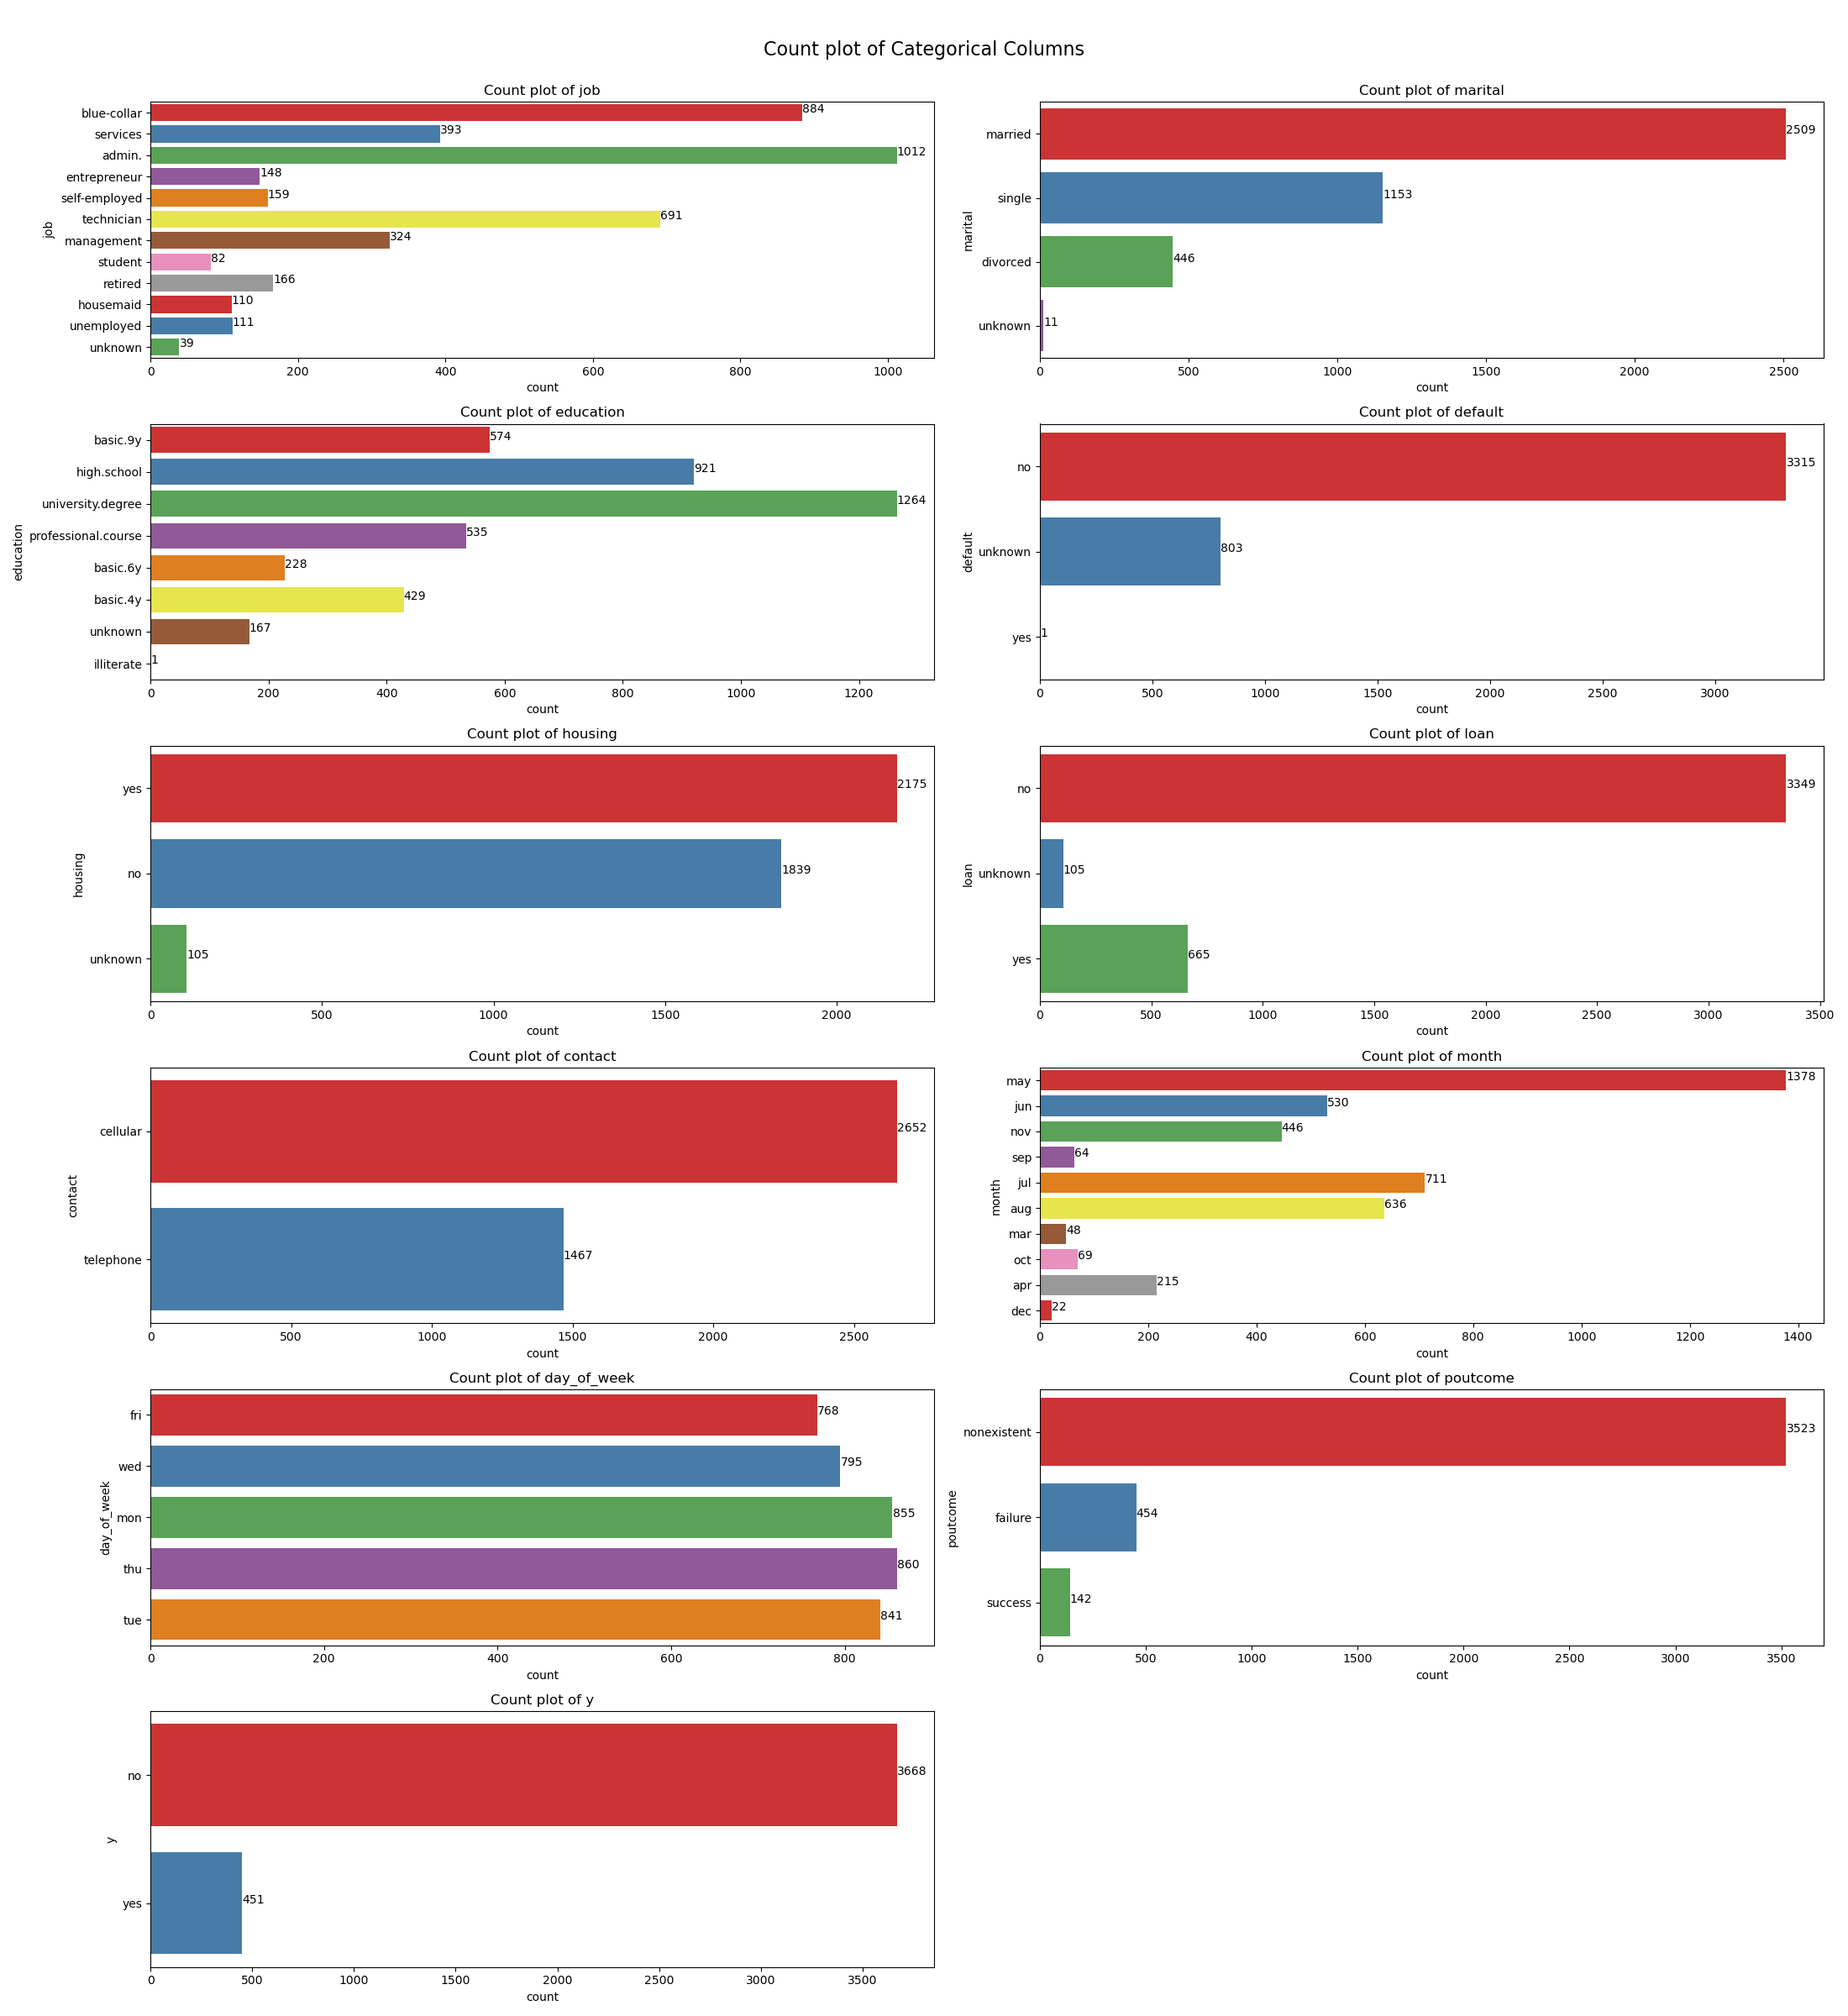 Count plot of Categorical Columns
Count plot of job
blue-collar 884
services 393
admin. 1012
entrepreneur 148
self-employed 159
technician 691
management 324
student 82
retired 166
housemaid 110
unemployed 111
unknown 39
job
0 200 400 600 800 1000
count
Count plot of marital
married 2509
single 1153
divorced 446
unknown 11
marital
0 500 1000 1500 2000 2500
count
Count plot of education
basic.9y 574
high.school 921
university.degree 1264
professional.course 535
basic.6y 228
basic.4y 429
unknown 167
illiterate 1
education
0 200 400 600 800 1000 1200
count
Count plot of default
no 3315
unknown 803
yes 1
default
0 500 1000 1500 2000 2500 3000
count
Count plot of housing
yes 2175
no 1839
unknown 105
housing
0 500 1000 1500 2000
count
Count plot of loan
no 3349
unknown 105
yes 665
loan
0 500 1000 1500 2000 2500 3000 3500
count
Count plot of contact
cellular 2652
telephone 1467
contact
0 500 1000 1500 2000 2500
count
Count plot of month
may 1378
jun 530
nov 446
sep 64
jul 711
aug 636
mar 48
oct 69
apr 215
dec 22
month
0 200 400 600 800 1000 1200 1400
count
Count plot of day_of_week
fri 768
wed 795
mon 855
thu 860
tue 841
day_of_week
0 200 400 600 800
count
Count plot of poutcome
nonexistent 3523
failure 454
success 142
poutcome
0 500 1000 1500 2000 2500 3000 3500
count
Count plot of y
no 3668
yes 451
y
0 500 1000 1500 2000 2500 3000 3500
count